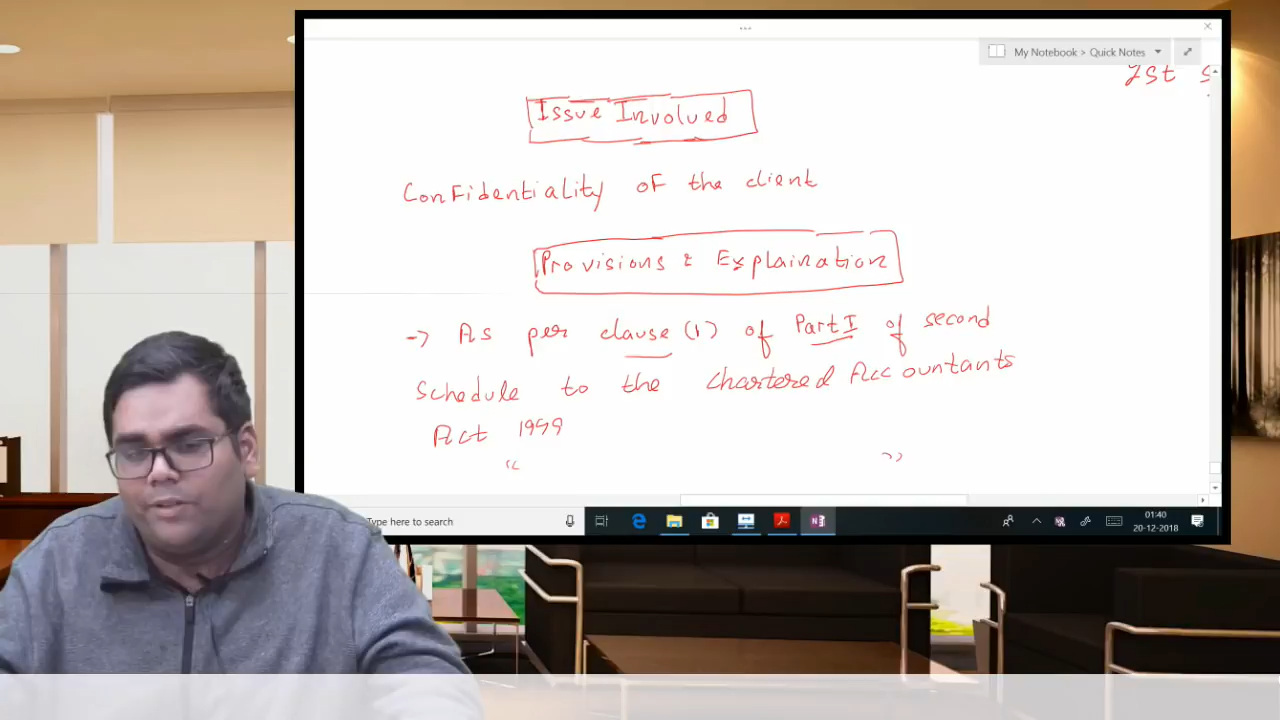 My Notebook > Quick Notes
Ist S
Issue Involved
Confidentiality of the client
Provisions & Explaination
-> As per clause (1) of Part I of second
Schedule to the Chartered Accountants
Act 1949
“ ”
Type here to search
01:40
20-12-2018